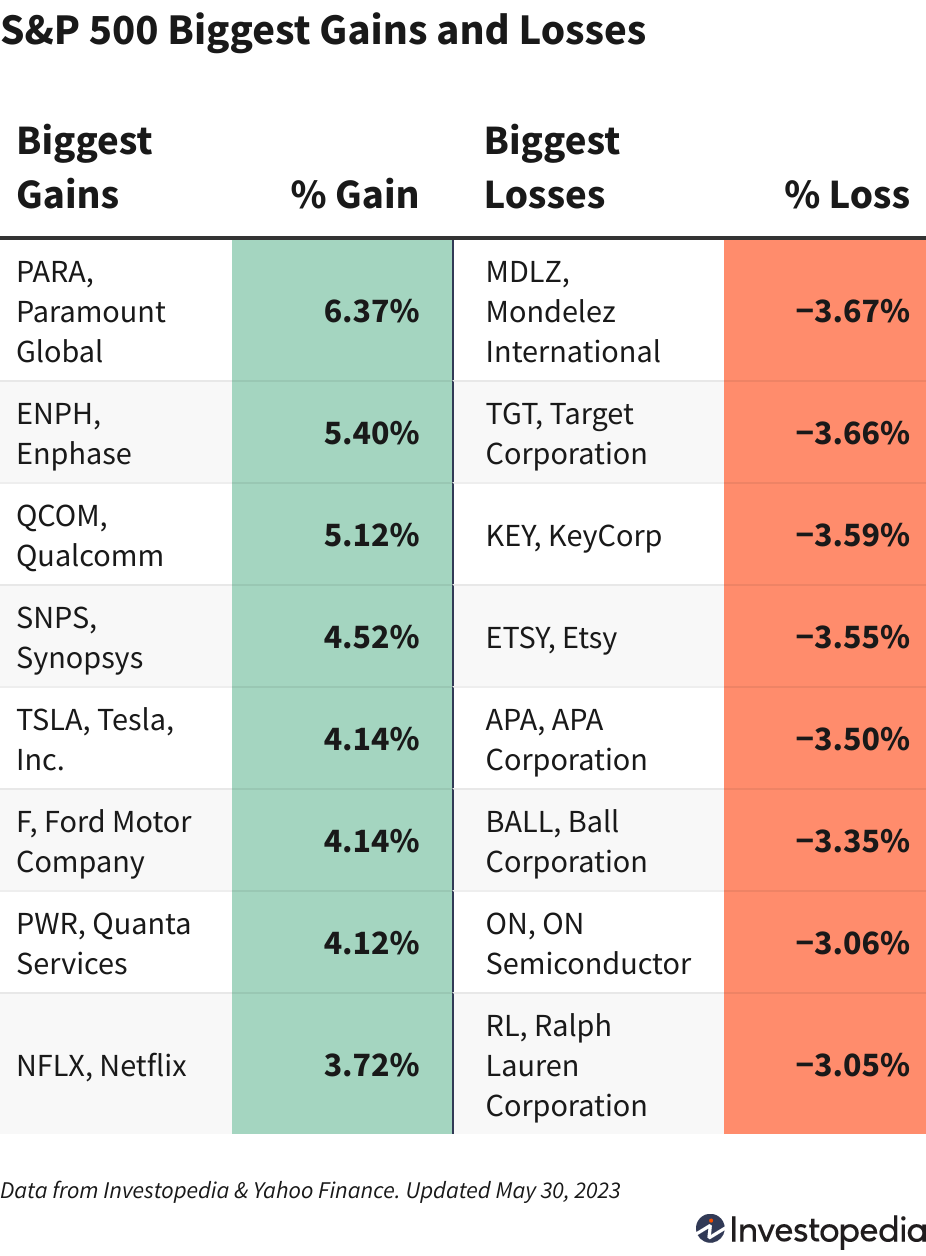 S&P 500 Biggest Gains and Losses
Biggest
Gains
% Gain
Biggest
Losses
% Loss
PARA,
Paramount
Global
6.37%
MDLZ,
Mondelez
International
−3.67%
ENPH,
Enphase
5.40%
TGT, Target
Corporation
−3.66%
QCOM,
Qualcomm
5.12%
KEY, KeyCorp
−3.59%
SNPS,
Synopsys
4.52%
ETSY, Etsy
−3.55%
TSLA, Tesla,
Inc.
4.14%
APA, APA
Corporation
−3.50%
F, Ford Motor
Company
4.14%
BALL, Ball
Corporation
−3.35%
PWR, Quanta
Services
4.12%
ON, ON
Semiconductor
−3.06%
NFLX, Netflix
3.72%
RL, Ralph
Lauren
Corporation
−3.05%
Data from Investopedia & Yahoo Finance. Updated May 30, 2023
Investopedia